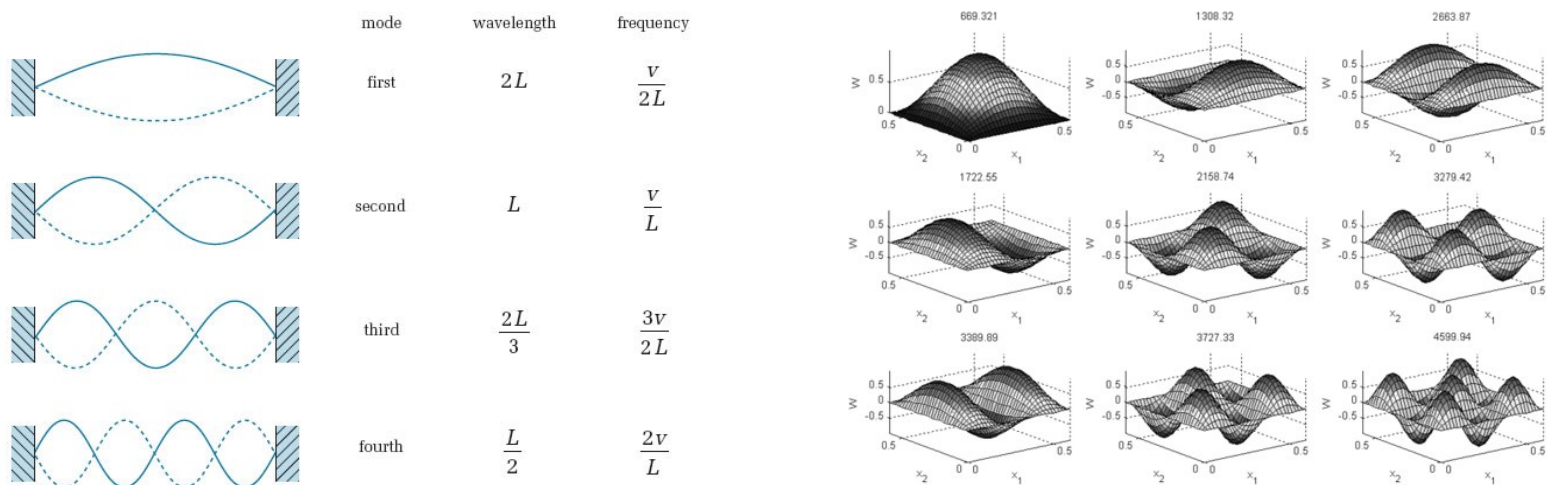 mode wavelength frequency
first 2L v/2L
second L v/L
third 2L/3 3v/2L
fourth L/2 2v/L
669.321 1308.32 2663.87
W 0.5 0 0.5 0 0 0.5 x₂ x₁
W 0.5 0 -0.5 0.5 0 0 0.5 x₂ x₁
W 0.5 0 -0.5 0.5 0 0 0.5 x₂ x₁
1722.55 2158.74 3279.42
W 0.5 0 -0.5 0.5 0 0 0.5 x₂ x₁
W 0.5 0 -0.5 0.5 0 0 0.5 x₂ x₁
W 0.5 0 -0.5 0.5 0 0 0.5 x₂ x₁
3389.89 3727.33 4599.94
W 0.5 0 -0.5 0.5 0 0 0.5 x₂ x₁
W 0.5 0 -0.5 0.5 0 0 0.5 x₂ x₁
W 0.5 0 -0.5 0.5 0 0 0.5 x₂ x₁